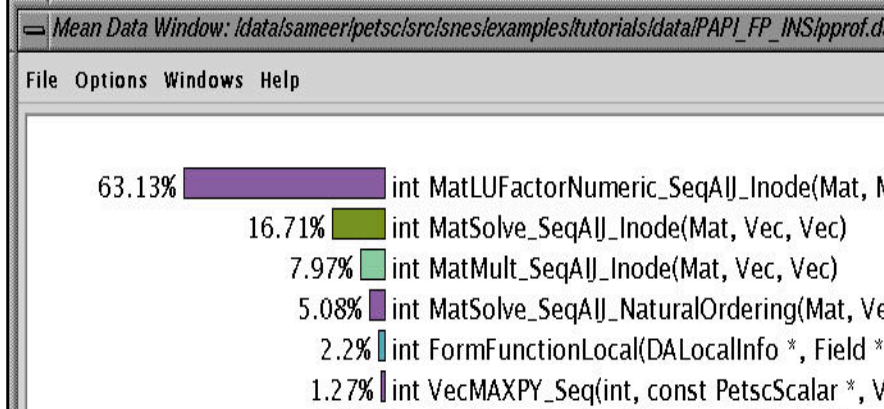 Mean Data Window: /data/sameer/petsc/src/snes/examples/tutorials/data/PAPI_FP_INS/pprof.d
File Options Windows Help
63.13% int MatLUFactorNumeric_SeqAIJ_Inode(Mat, M
16.71% int MatSolve_SeqAIJ_Inode(Mat, Vec, Vec)
7.97% int MatMult_SeqAIJ_Inode(Mat, Vec, Vec)
5.08% int MatSolve_SeqAIJ_NaturalOrdering(Mat, Ve
2.2% int FormFunctionLocal(DALocalInfo *, Field *
1.27% int VecMAXPY_Seq(int, const PetscScalar *, V